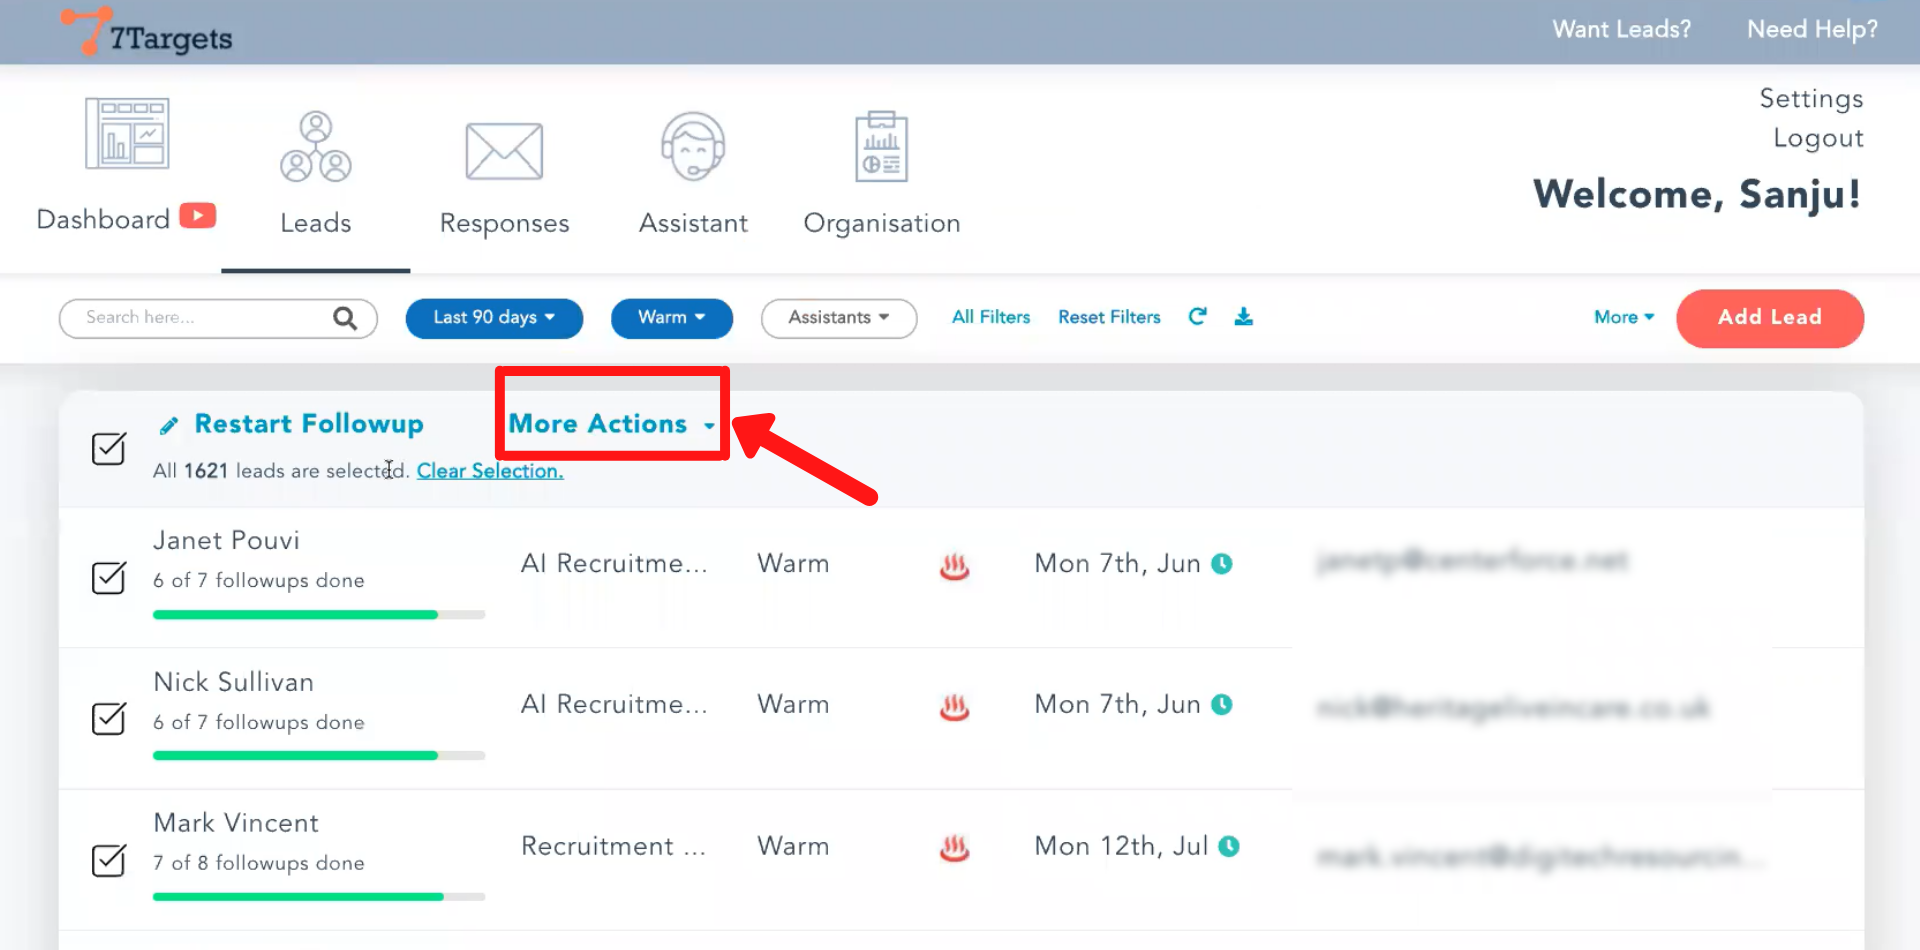 7Targets
Want Leads?
Need Help?
Settings
Logout
Welcome, Sanju!
Dashboard
Leads
Responses
Assistant
Organisation
Search here...
Last 90 days
Warm
Assistants
All Filters
Reset Filters
More
Add Lead
Restart Followup
More Actions
All 1621 leads are selected. Clear Selection.
Janet Pouvi
6 of 7 followups done
AI Recruitme...
Warm
Mon 7th, Jun
Nick Sullivan
6 of 7 followups done
AI Recruitme...
Warm
Mon 7th, Jun
Mark Vincent
7 of 8 followups done
Recruitment ...
Warm
Mon 12th, Jul